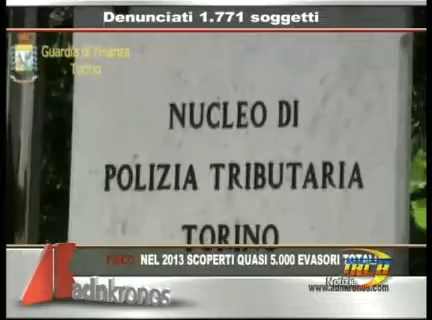 Denunciati 1.771 soggetti
Guardia di Finanza
Torino
NUCLEO DI
POLIZIA TRIBUTARIA
TORINO
FISCO: NEL 2013 SCOPERTI QUASI 5.000 EVASORI TOTALI
Notizie
adnkronos
www.adnkronos.com